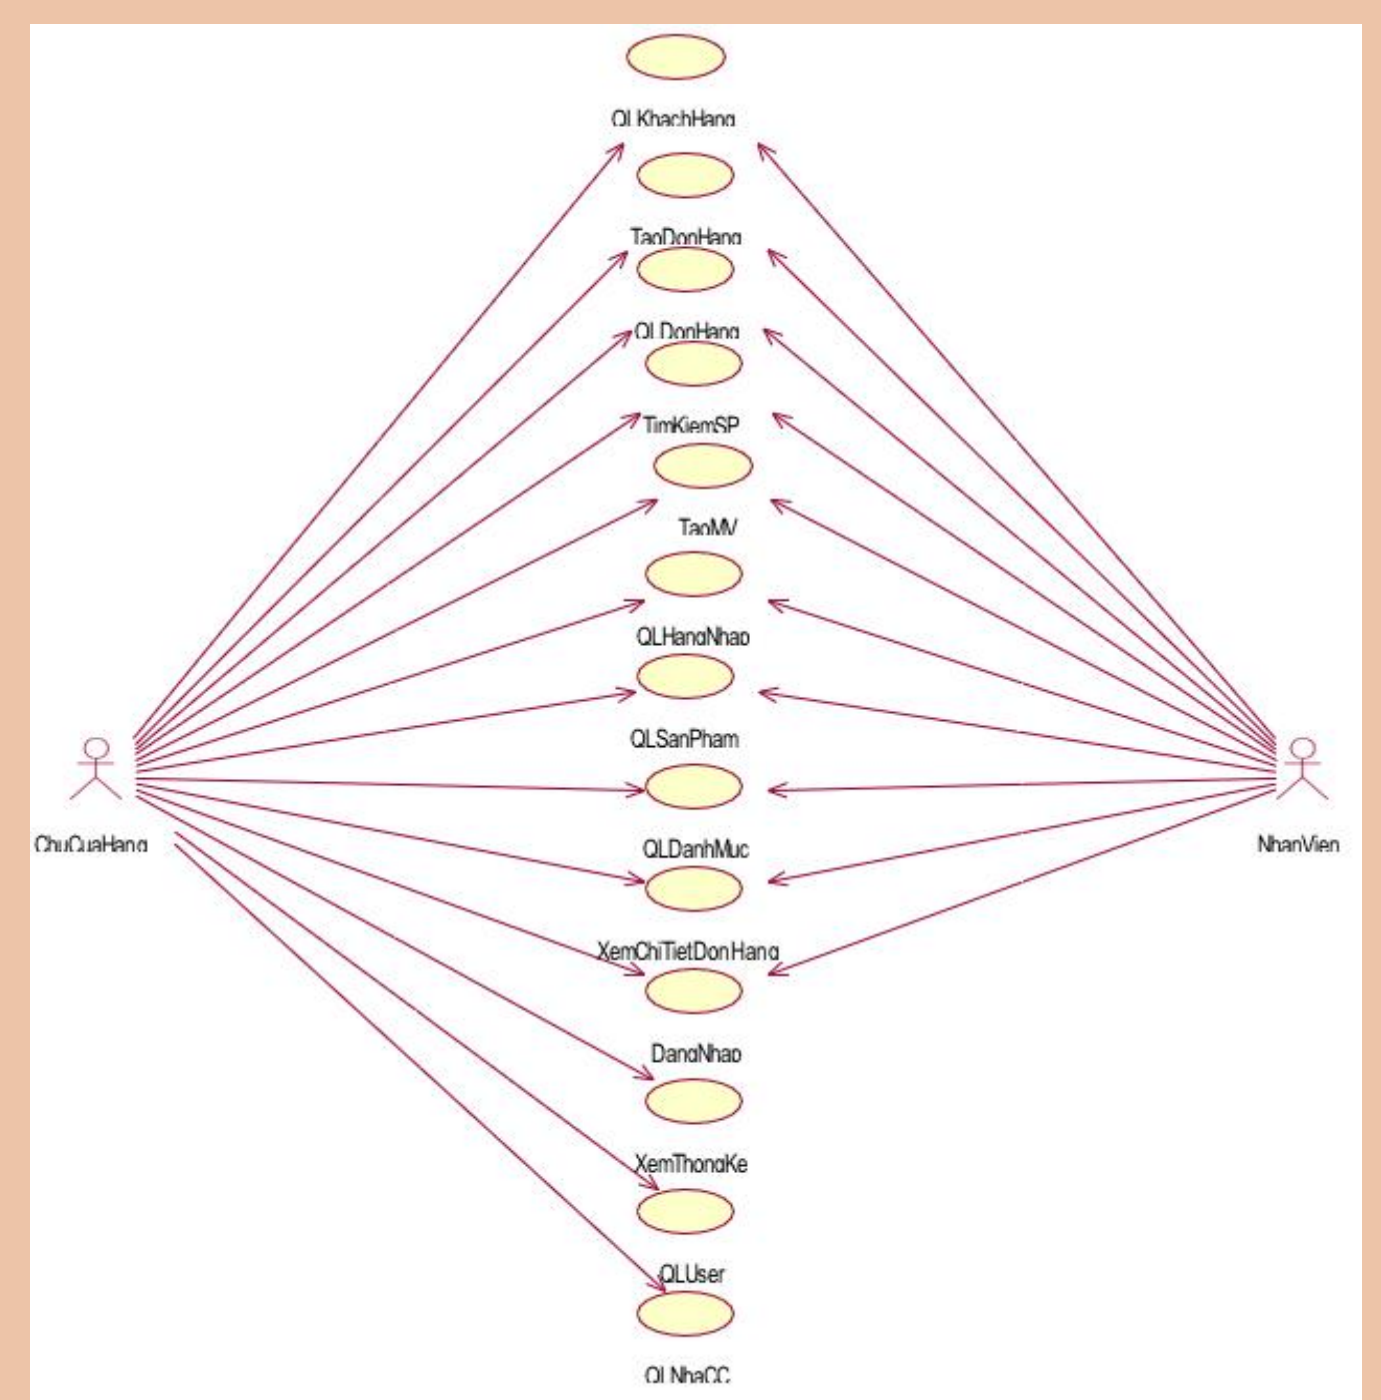 QLKhachHang
TaoDonHang
QLDonHang
TimKiemSP
TaoMV
QLHangNhap
QLSanPham
QLDanhMuc
ChuCuaHang
NhanVien
XemChiTietDonHang
DangNhap
XemThongKe
QLUser
QLNhaCC